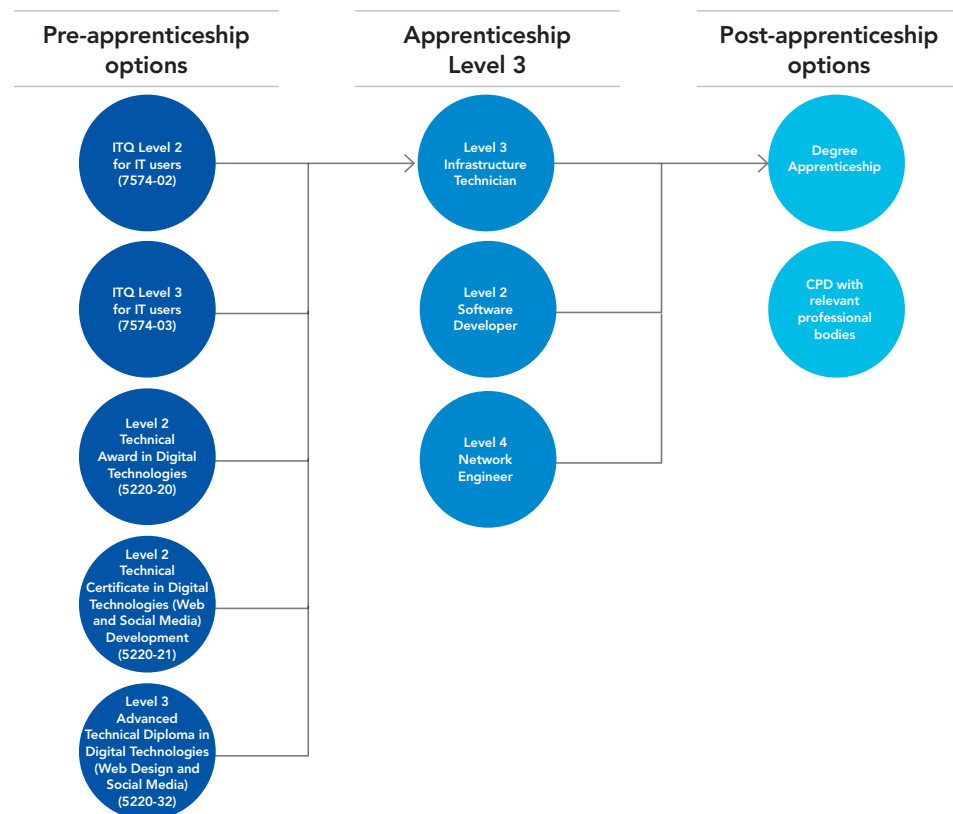 Pre-apprenticeship
options
Apprenticeship
Level 3
Post-apprenticeship
options
ITQ Level 2
for IT users
(7574-02)
ITQ Level 3
for IT users
(7574-03)
Level 2
Technical
Award in Digital
Technologies
(5220-20)
Level 2
Technical
Certificate in Digital
Technologies (Web
and Social Media)
Development
(5220-21)
Level 3
Advanced
Technical Diploma in
Digital Technologies
(Web Design and
Social Media)
(5220-32)
Level 3
Infrastructure
Technician
Level 2
Software
Developer
Level 4
Network
Engineer
Degree
Apprenticeship
CPD with
relevant
professional
bodies